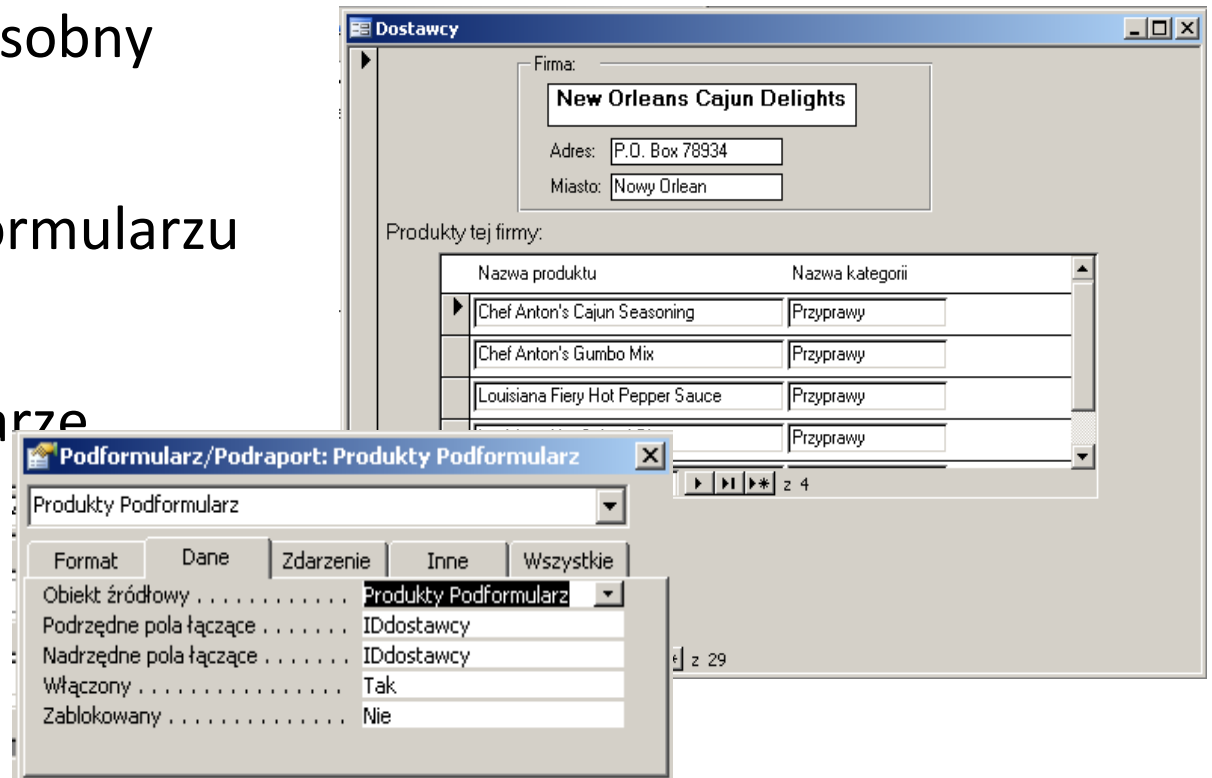 sobny
ormularzu
arze
Dostawcy
Firma:
New Orleans Cajun Delights
Adres: P.O. Box 78934
Miasto: Nowy Orlean
Produkty tej firmy:
Nazwa produktu Nazwa kategorii
Chef Anton's Cajun Seasoning Przyprawy
Chef Anton's Gumbo Mix Przyprawy
Louisiana Fiery Hot Pepper Sauce Przyprawy
Przyprawy
z 4
z 29
Podformularz/Podraport: Produkty Podformularz
Produkty Podformularz
Format Dane Zdarzenie Inne Wszystkie
Obiekt źródłowy . . . . . . . . . . . . Produkty Podformularz
Podrzędne pola łączące . . . . . . . IDdostawcy
Nadrzędne pola łączące . . . . . . . IDdostawcy
Włączony . . . . . . . . . . . . . . . . Tak
Zablokowany . . . . . . . . . . . . . . Nie